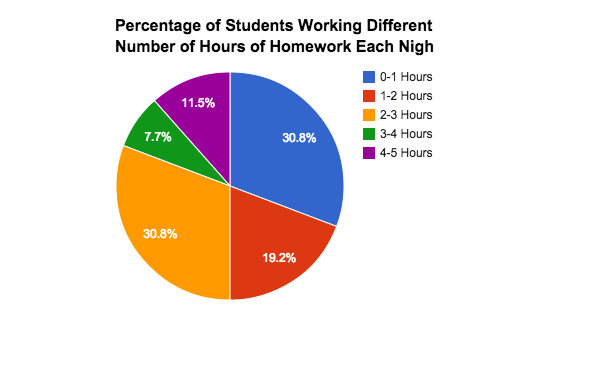 Percentage of Students Working Different
Number of Hours of Homework Each Nigh
0-1 Hours
1-2 Hours
2-3 Hours
3-4 Hours
4-5 Hours
11.5%
30.8%
7.7%
30.8%
19.2%